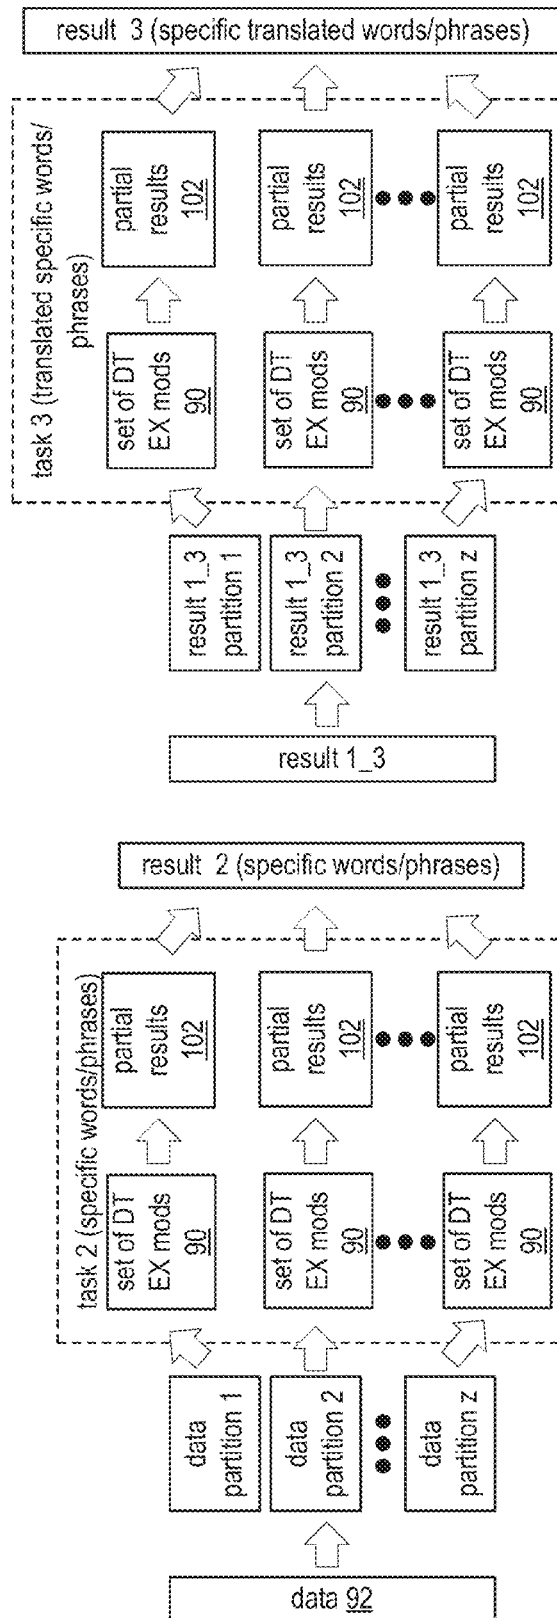 data 92
data
partition 1
data
partition 2
data
partition z
task 2 (specific words/phrases)
set of DT
EX mods
90
set of DT
EX mods
90
set of DT
EX mods
90
partial
results
102
partial
results
102
partial
results
102
result 2 (specific words/phrases)
result 1_3
result 1_3
partition 1
result 1_3
partition 2
result 1_3
partition z
task 3 (translated specific words/
phrases)
set of DT
EX mods
90
set of DT
EX mods
90
set of DT
EX mods
90
partial
results
102
partial
results
102
partial
results
102
result 3 (specific translated words/phrases)